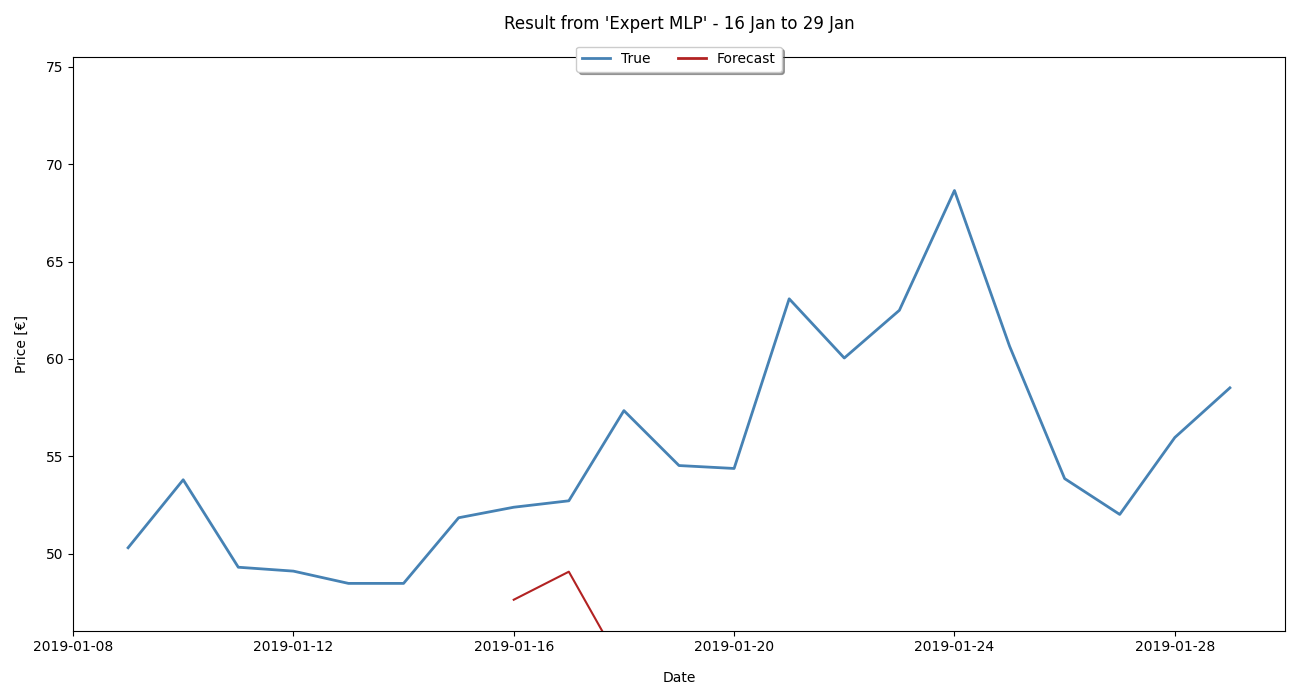 Result from 'Expert MLP' - 16 Jan to 29 Jan
True Forecast
75
70
65
60
55
50
Price [€]
2019-01-08 2019-01-12 2019-01-16 2019-01-20 2019-01-24 2019-01-28
Date